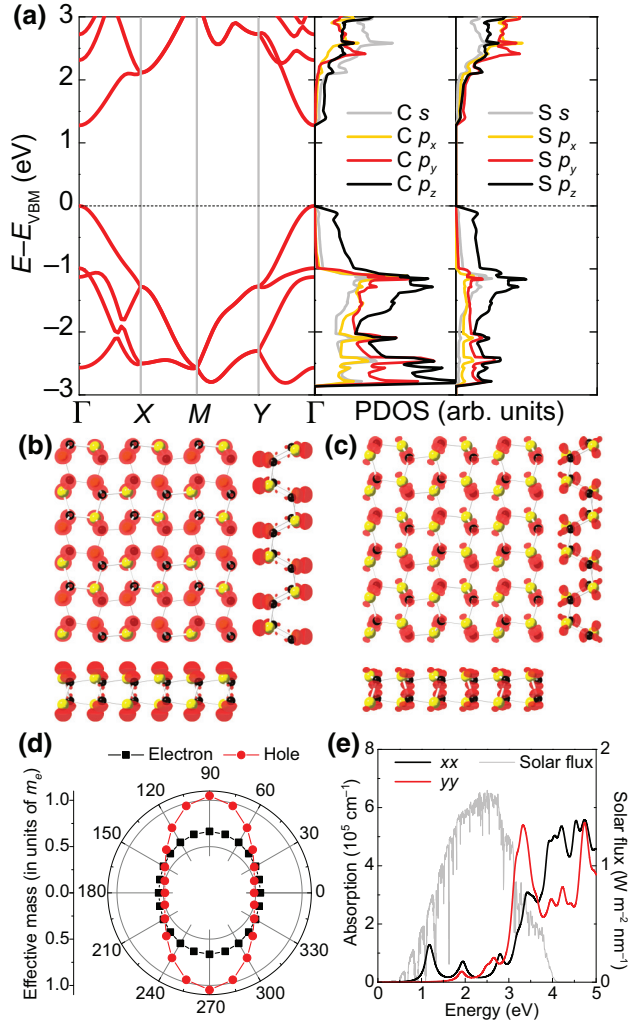 (a)
3
2
1
0
−1
−2
−3
E−E_VBM (eV)
Γ X M Y Γ
C s
C p_x
C p_y
C p_z
S s
S p_x
S p_y
S p_z
PDOS (arb. units)
(b)
(c)
(d)
Electron Hole
Effective mass (in units of m_e)
1.0
0.5
0.0
0.5
1.0
90
120 60
150 30
180 0
210 330
240 300
270
(e)
xx
yy
Solar flux
Absorption (10⁵ cm⁻¹)
8
6
4
2
0
0 1 2 3 4 5
Energy (eV)
2
1
0
Solar flux (W m⁻² nm⁻¹)